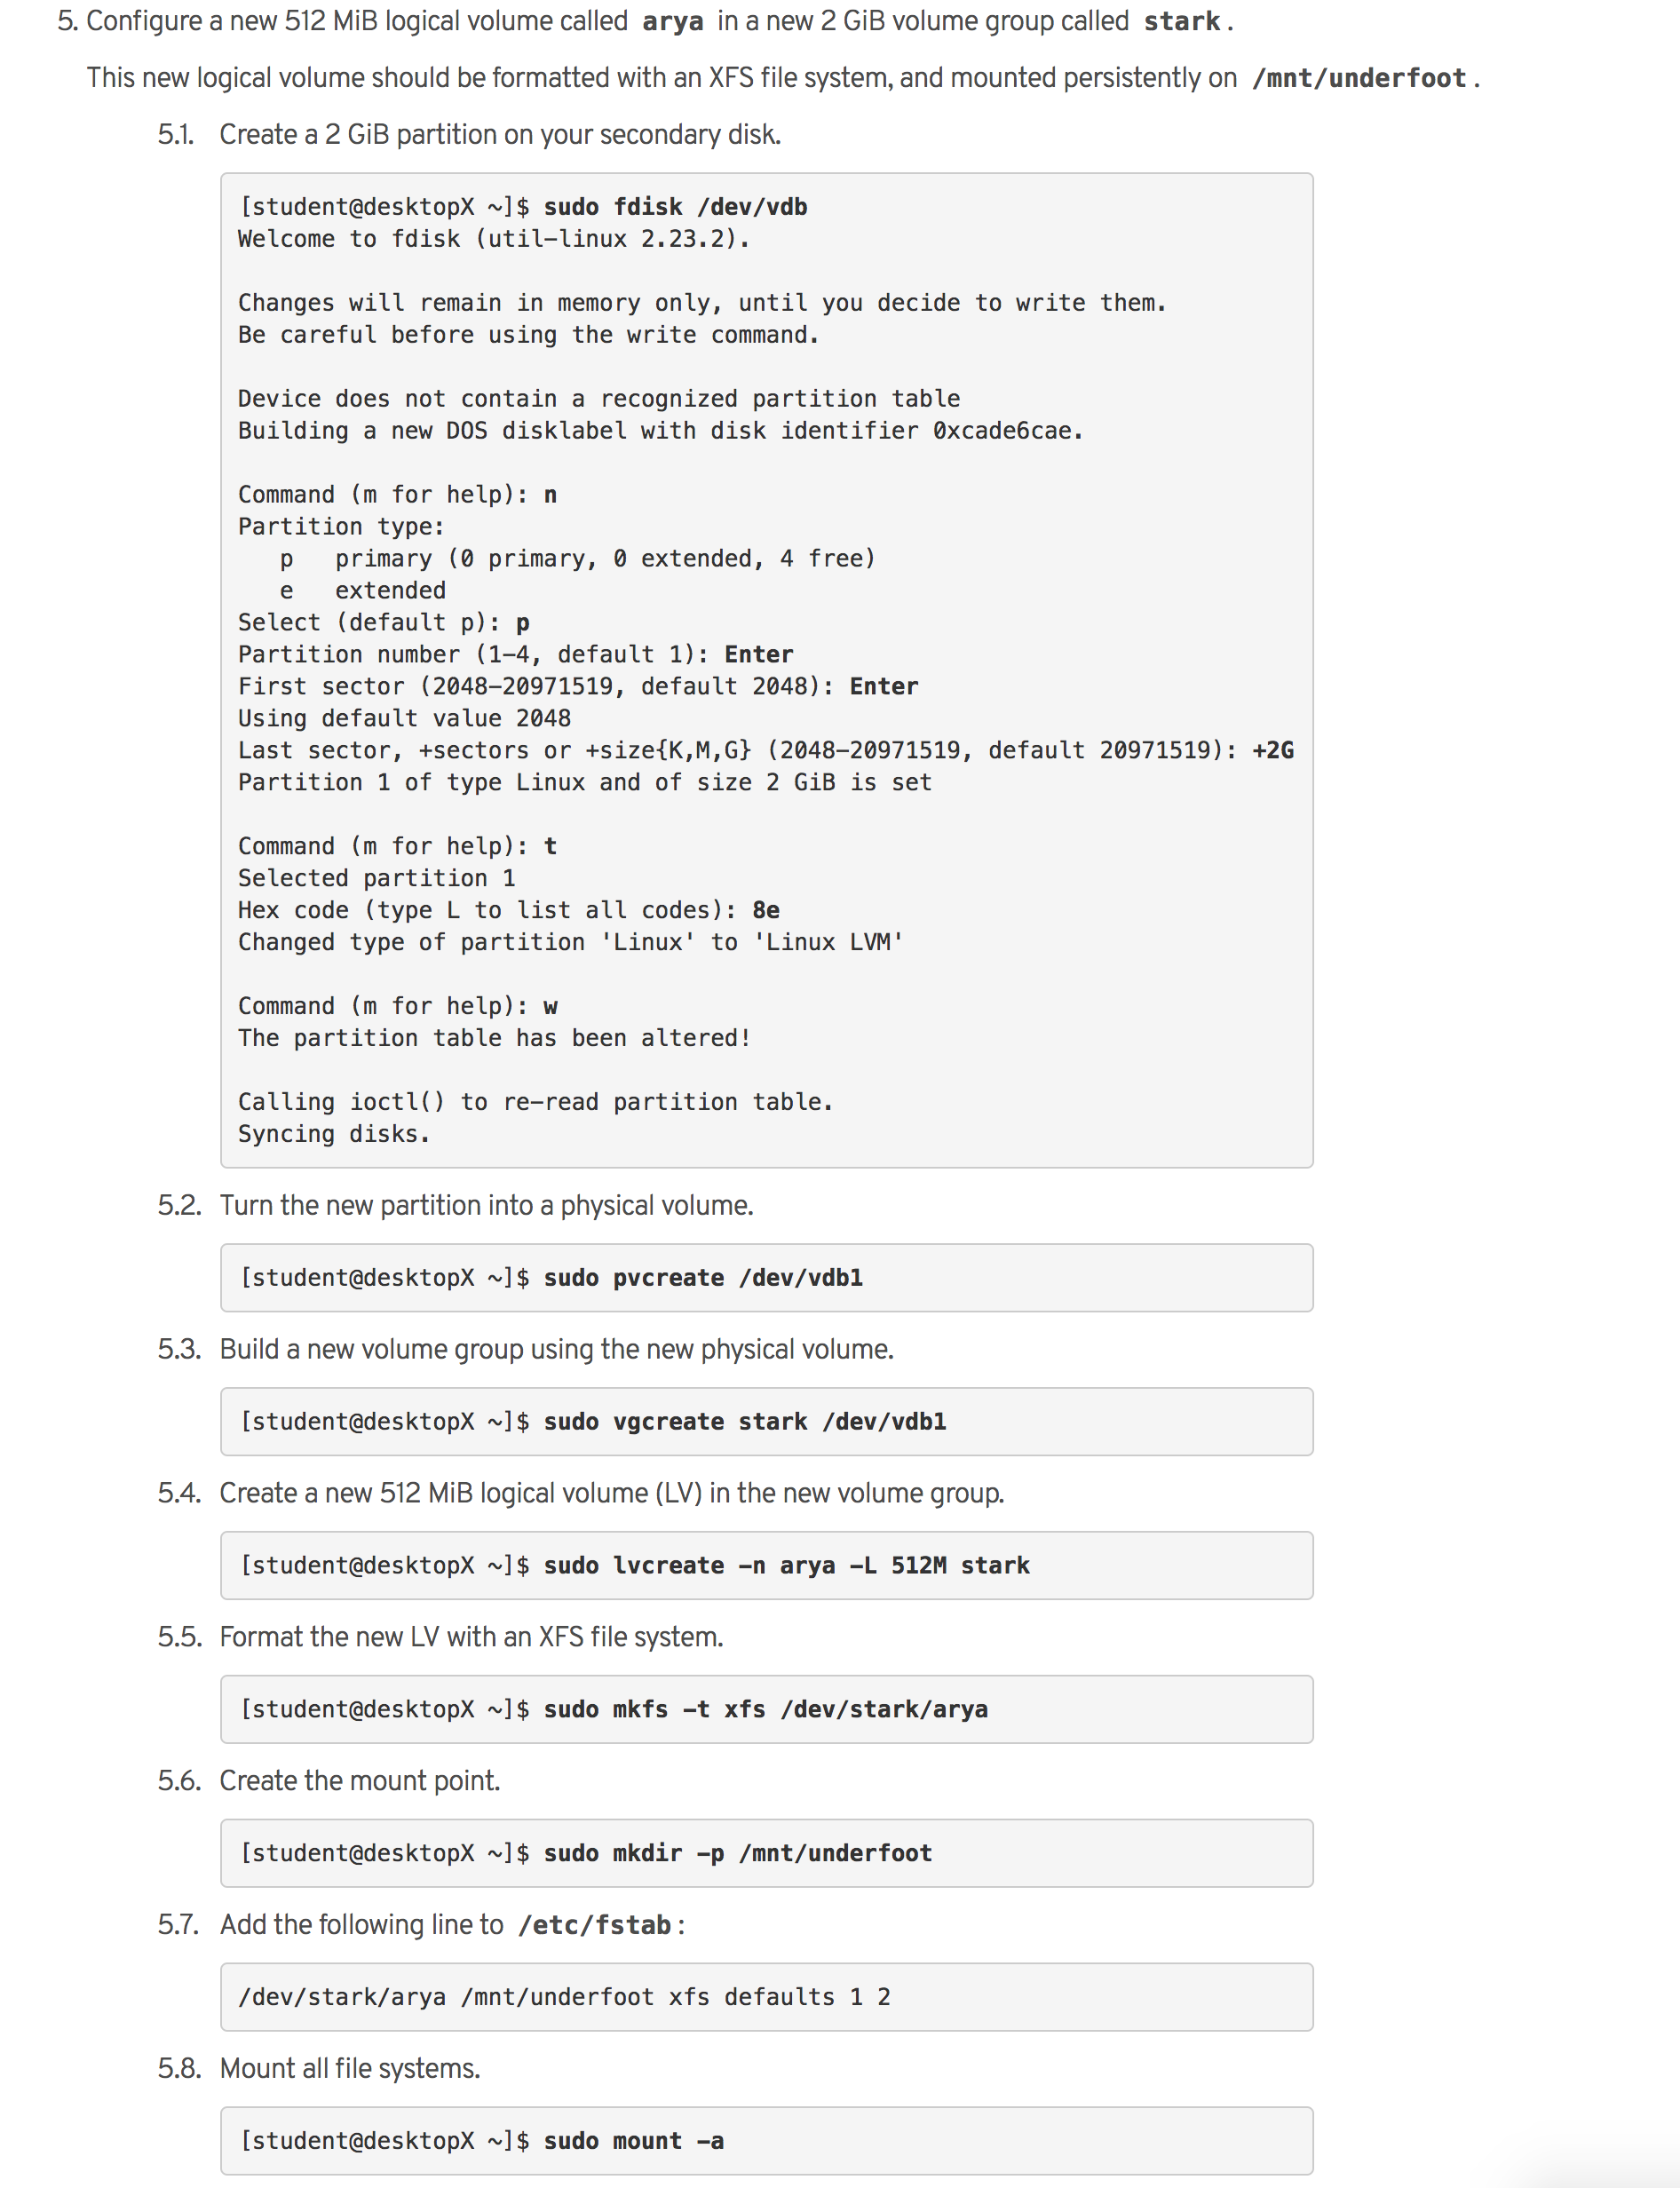 5. Configure a new 512 MiB logical volume called arya in a new 2 GiB volume group called stark.
This new logical volume should be formatted with an XFS file system, and mounted persistently on /mnt/underfoot.
5.1. Create a 2 GiB partition on your secondary disk.
[student@desktopX ~]$ sudo fdisk /dev/vdb
Welcome to fdisk (util-linux 2.23.2).
Changes will remain in memory only, until you decide to write them.
Be careful before using the write command.
Device does not contain a recognized partition table
Building a new DOS disklabel with disk identifier 0xcade6cae.
Command (m for help): n
Partition type:
   p   primary (0 primary, 0 extended, 4 free)
   e   extended
Select (default p): p
Partition number (1-4, default 1): Enter
First sector (2048-20971519, default 2048): Enter
Using default value 2048
Last sector, +sectors or +size{K,M,G} (2048-20971519, default 20971519): +2G
Partition 1 of type Linux and of size 2 GiB is set
Command (m for help): t
Selected partition 1
Hex code (type L to list all codes): 8e
Changed type of partition 'Linux' to 'Linux LVM'
Command (m for help): w
The partition table has been altered!
Calling ioctl() to re-read partition table.
Syncing disks.
5.2. Turn the new partition into a physical volume.
[student@desktopX ~]$ sudo pvcreate /dev/vdb1
5.3. Build a new volume group using the new physical volume.
[student@desktopX ~]$ sudo vgcreate stark /dev/vdb1
5.4. Create a new 512 MiB logical volume (LV) in the new volume group.
[student@desktopX ~]$ sudo lvcreate -n arya -L 512M stark
5.5. Format the new LV with an XFS file system.
[student@desktopX ~]$ sudo mkfs -t xfs /dev/stark/arya
5.6. Create the mount point.
[student@desktopX ~]$ sudo mkdir -p /mnt/underfoot
5.7. Add the following line to /etc/fstab:
/dev/stark/arya /mnt/underfoot xfs defaults 1 2
5.8. Mount all file systems.
[student@desktopX ~]$ sudo mount -a